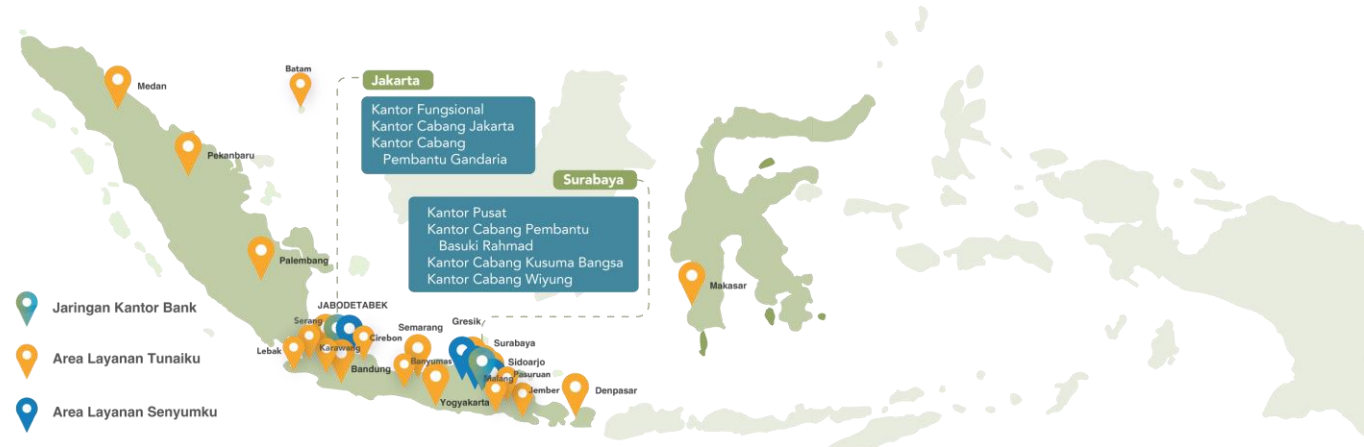 Medan
Batam
Pekanbaru
Palembang
Jakarta
Kantor Fungsional
Kantor Cabang Jakarta
Kantor Cabang
Pembantu Gandaria
Surabaya
Kantor Pusat
Kantor Cabang Pembantu
Basuki Rahmad
Kantor Cabang Kusuma Bangsa
Kantor Cabang Wiyung
Makasar
Jaringan Kantor Bank
Area Layanan Tunaiku
Area Layanan Senyumku
JABODETABEK
Serang
Lebak
Karawang
Cirebon
Bandung
Semarang
Banyumas
Yogyakarta
Gresik
Surabaya
Sidoarjo
Pasuruan
Malang
Jember
Denpasar